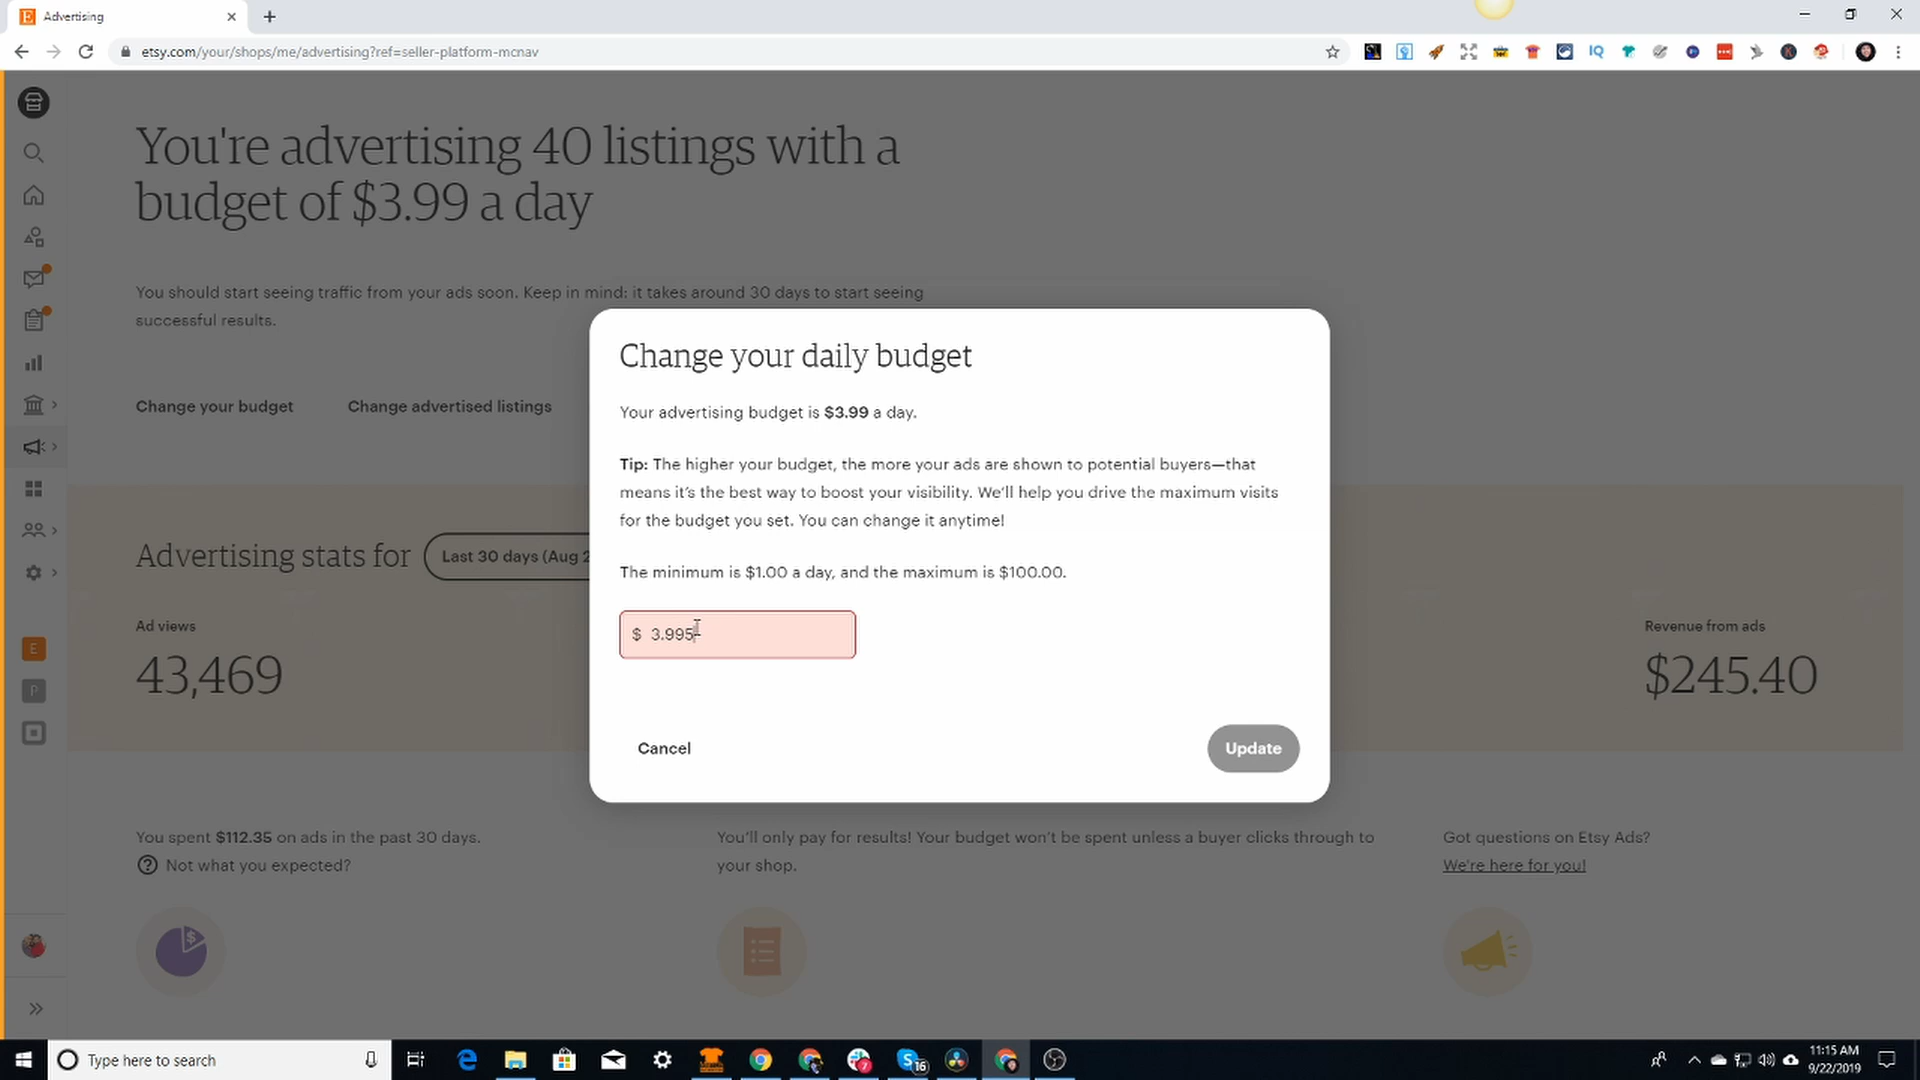 Advertising
etsy.com/your/shops/me/advertising?ref=seller-platform-mcnav
IQ
You're advertising 40 listings with a
budget of $3.99 a day
You should start seeing traffic from your ads soon. Keep in mind: it takes around 30 days to start seeing
successful results.
Change your budget
Change advertised listings
Change your daily budget
Your advertising budget is $3.99 a day.
Tip: The higher your budget, the more your ads are shown to potential buyers—that
means it's the best way to boost your visibility. We'll help you drive the maximum visits
for the budget you set. You can change it anytime!
The minimum is $1.00 a day, and the maximum is $100.00.
$ 3.995
Cancel
Update
Advertising stats for
Last 30 days (Aug 2
Ad views
43,469
Revenue from ads
$245.40
E
P
You spent $112.35 on ads in the past 30 days.
Not what you expected?
You'll only pay for results! Your budget won't be spent unless a buyer clicks through to
your shop.
Got questions on Etsy Ads?
We're here for you!
Type here to search
16
11:15 AM
9/22/2019